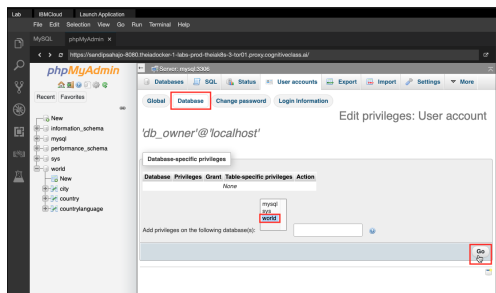 Lab IBMCloud Launch Application
File Edit Selection View Go Run Terminal Help
MySQL phpMyAdmin ×
https://sandipsahajo-8080.theiadocker-1-labs-prod-theiak8s-3-tor01.proxy.cognitiveclass.ai/
phpMyAdmin
Recent Favorites
New
information_schema
mysql
performance_schema
sys
world
New
city
country
countrylanguage
Server: mysql:3306
Databases SQL Status User accounts Export Import Settings More
Global Database Change password Login Information
Edit privileges: User account
'db_owner'@'localhost'
Database-specific privileges
Database Privileges Grant Table-specific privileges Action
None
mysql
sys
world
Add privileges on the following database(s):
Go